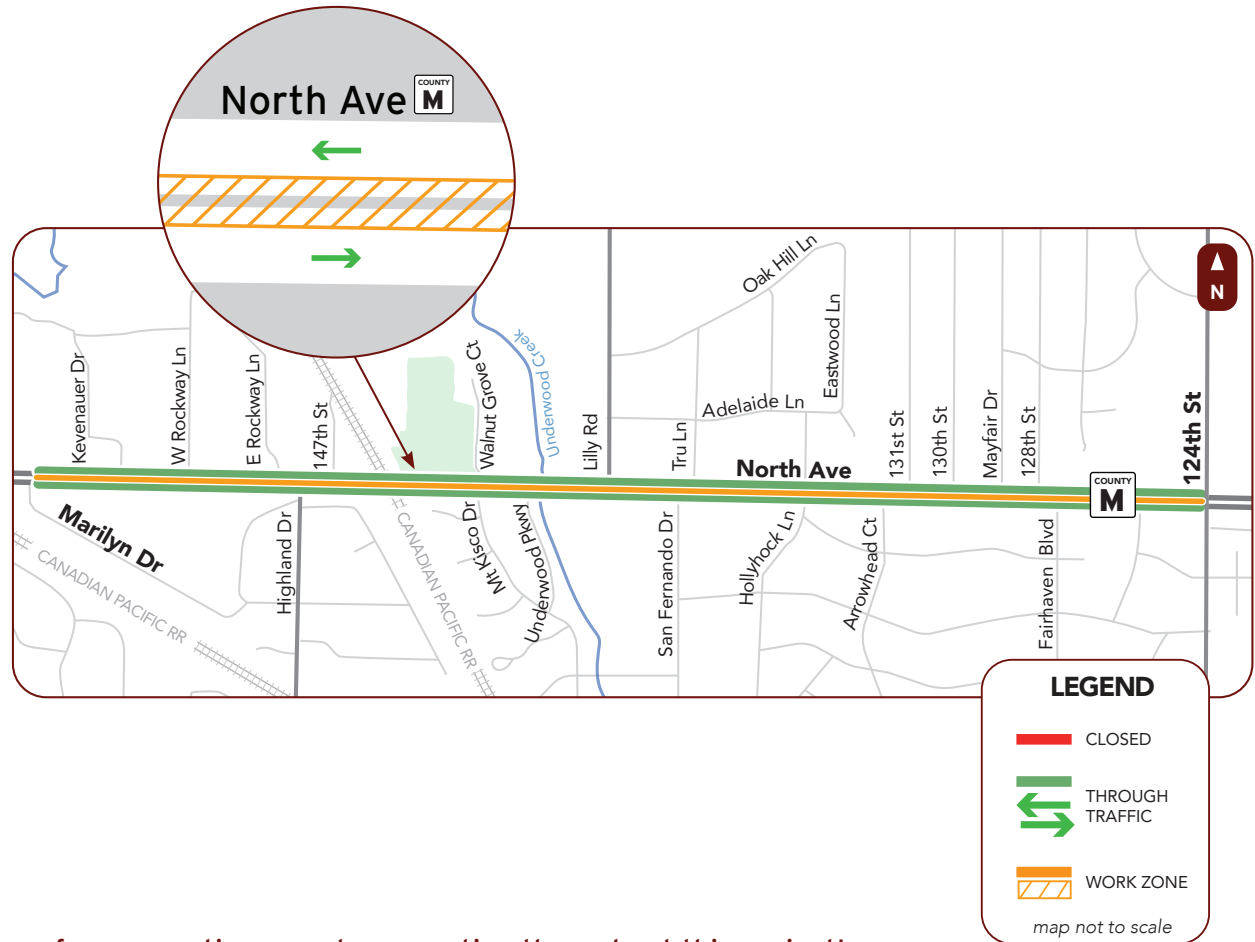 North Ave
COUNTY
M
Oak Hill Ln
Underwood Creek
Kevenauer Dr
W Rockway Ln
E Rockway Ln
147th St
Walnut Grove Ct
Lilly Rd
Tru Ln
Adelaide Ln
Eastwood Ln
131st St
130th St
Mayfair Dr
128th St
124th St
N
North Ave
COUNTY
M
Marilyn Dr
CANADIAN PACIFIC RR
Highland Dr
CANADIAN PACIFIC RR
Mt Kisco Dr
Underwood Pkwy
San Fernando Dr
Hollyhock Ln
Arrowhead Ct
Fairhaven Blvd
LEGEND
CLOSED
THROUGH
TRAFFIC
WORK ZONE
map not to scale